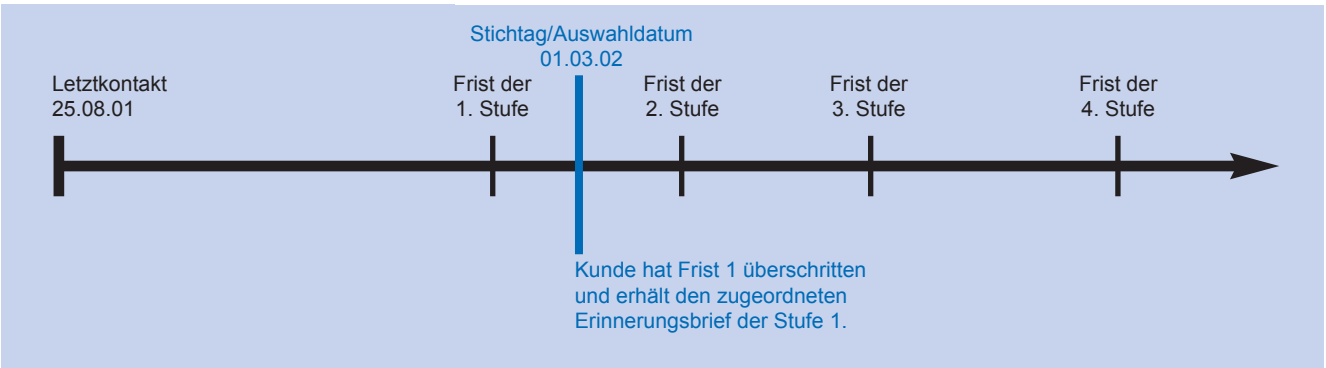 Stichtag/Auswahldatum
01.03.02
Letztkontakt
25.08.01
Frist der
1. Stufe
Frist der
2. Stufe
Frist der
3. Stufe
Frist der
4. Stufe
Kunde hat Frist 1 überschritten
und erhält den zugeordneten
Erinnerungsbrief der Stufe 1.